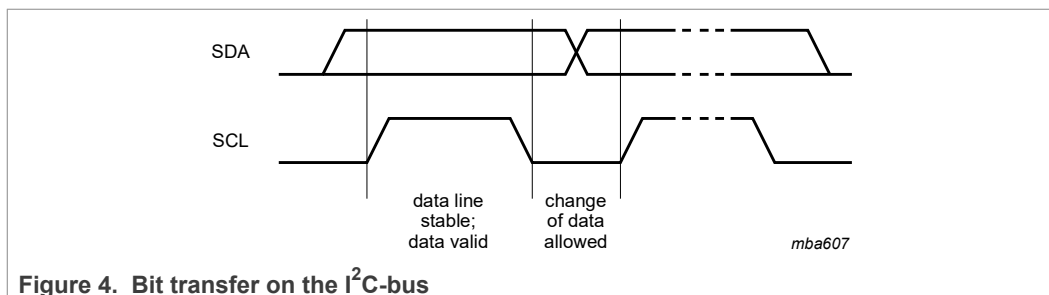 SDA
SCL
data line
stable;
data valid
change
of data
allowed
mba607
Figure 4. Bit transfer on the I²C-bus